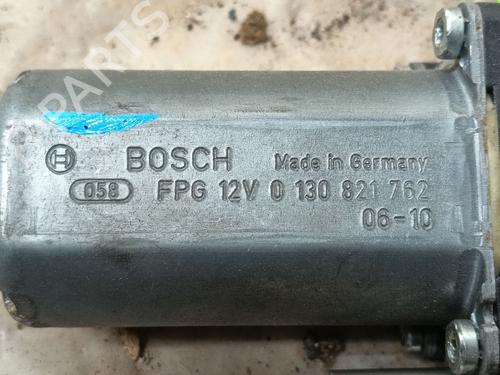 PARTS
BOSCH Made in Germany
058 FPG 12V 0 130 821 762
06-10